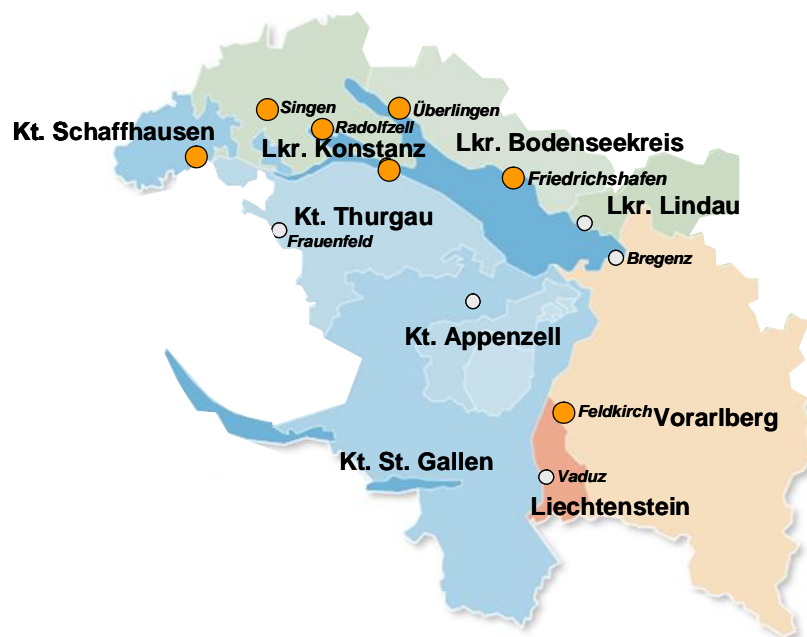 Singen
Überlingen
Kt. Schaffhausen
Radolfzell
Lkr. Konstanz
Lkr. Bodenseekreis
Friedrichshafen
Lkr. Lindau
Kt. Thurgau
Frauenfeld
Bregenz
Kt. Appenzell
Feldkirch
Vorarlberg
Kt. St. Gallen
Vaduz
Liechtenstein